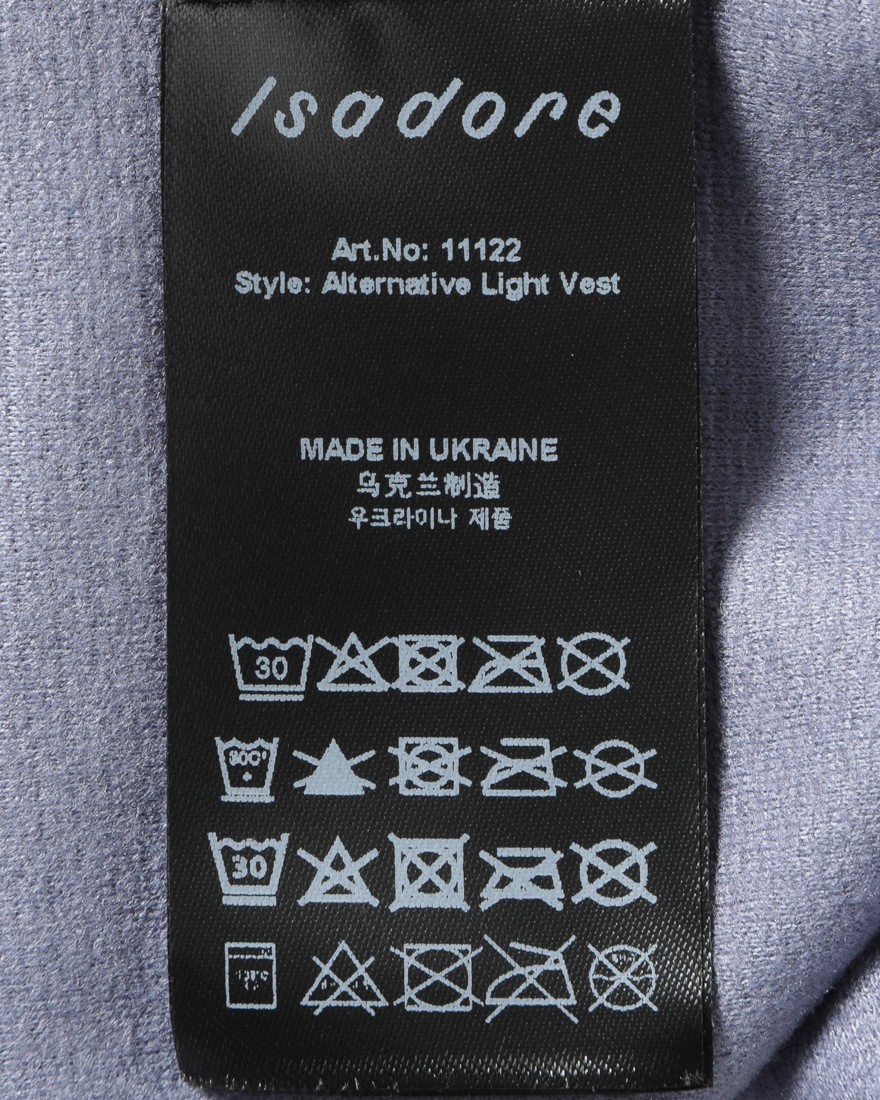 Isadore
Art.No: 11122
Style: Alternative Light Vest
MADE IN UKRAINE
乌克兰制造
우크라이나 제품
30
30